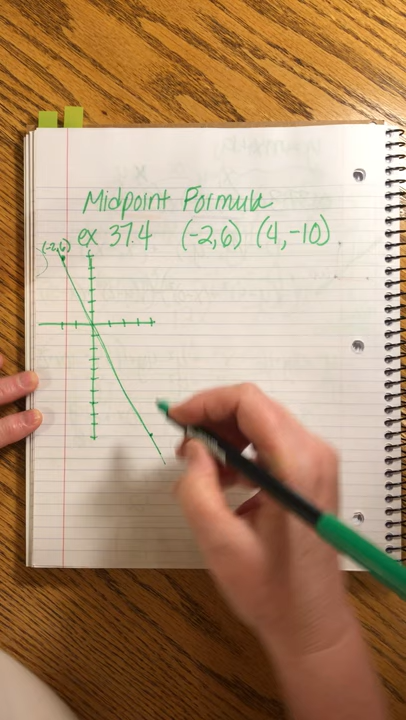 Midpoint Formula
ex 37.4 (-2,6) (4,-10)
(-2,6)